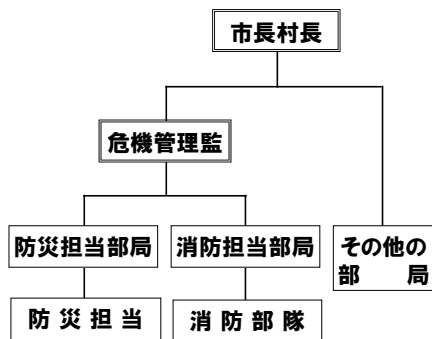 市長村長
危機管理監
防災担当部局
消防担当部局
その他の
部　　局
防 災 担 当
消 防 部 隊